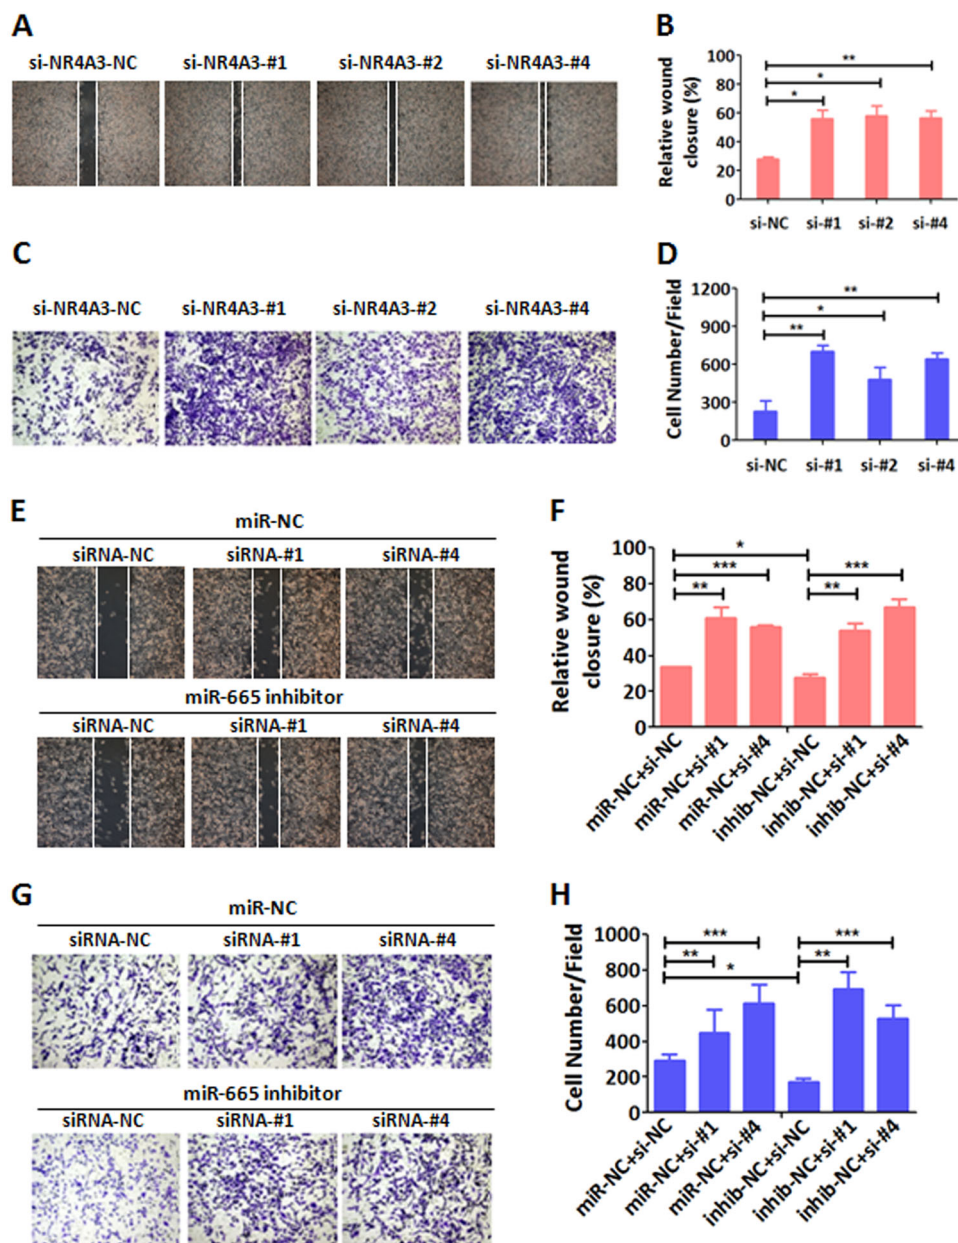 A
si-NR4A3-NC si-NR4A3-#1 si-NR4A3-#2 si-NR4A3-#4
B
Relative wound
closure (%)
100
80
60
40
20
0
**
*
*
si-NC si-#1 si-#2 si-#4
C
si-NR4A3-NC si-NR4A3-#1 si-NR4A3-#2 si-NR4A3-#4
D
Cell Number/Field
1200
900
600
300
0
**
*
**
si-NC si-#1 si-#2 si-#4
E
miR-NC
siRNA-NC siRNA-#1 siRNA-#4
miR-665 inhibitor
siRNA-NC siRNA-#1 siRNA-#4
F
Relative wound
closure (%)
100
80
60
40
20
0
*
*** ***
** **
miR-NC+si-NC
miR-NC+si-#1
miR-NC+si-#4
inhib-NC+si-NC
inhib-NC+si-#1
inhib-NC+si-#4
G
miR-NC
siRNA-NC siRNA-#1 siRNA-#4
miR-665 inhibitor
siRNA-NC siRNA-#1 siRNA-#4
H
Cell Number/Field
1000
800
600
400
200
0
*** ***
** **
*
miR-NC+si-NC
miR-NC+si-#1
miR-NC+si-#4
inhib-NC+si-NC
inhib-NC+si-#1
inhib-NC+si-#4